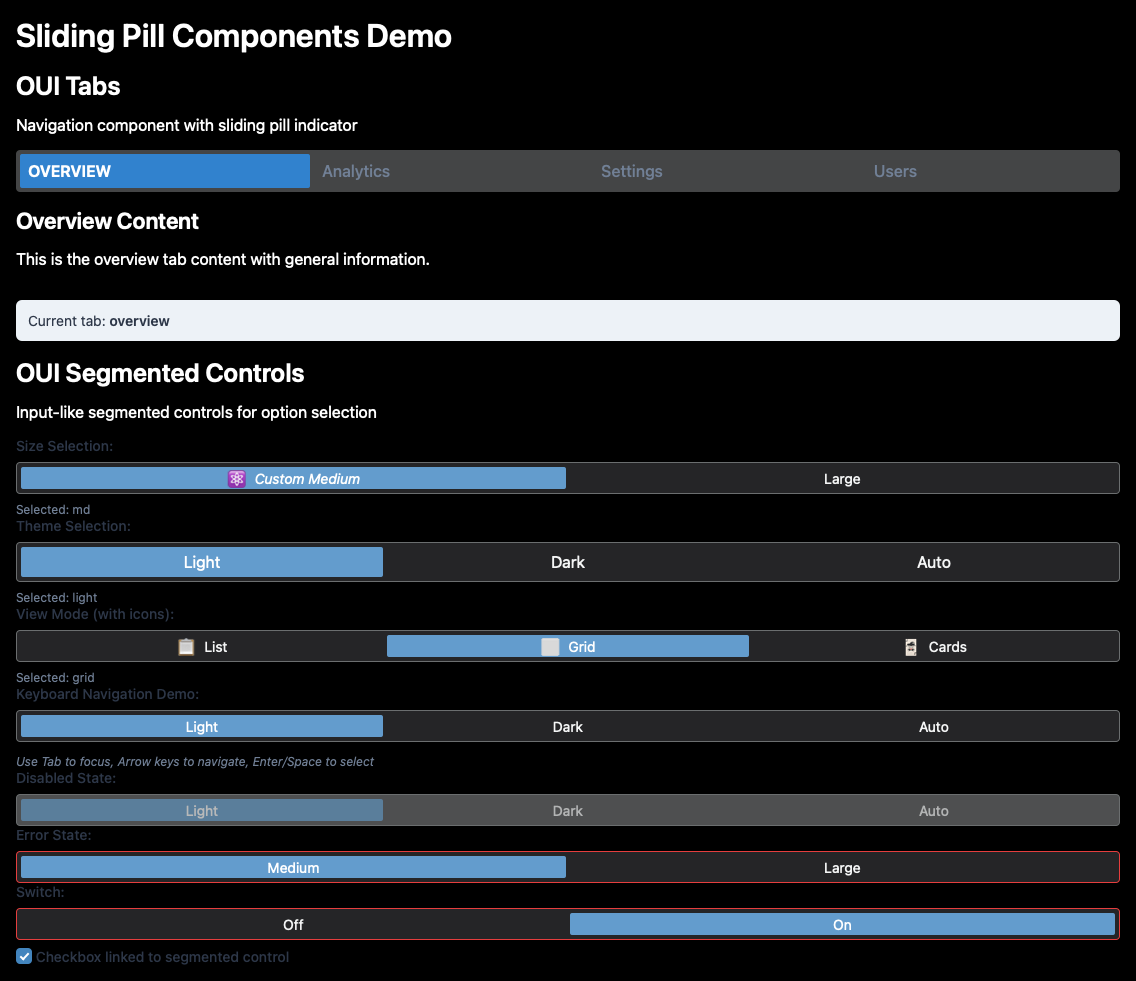 Sliding Pill Components Demo
OUI Tabs
Navigation component with sliding pill indicator
OVERVIEW Analytics Settings Users
Overview Content
This is the overview tab content with general information.
Current tab: overview
OUI Segmented Controls
Input-like segmented controls for option selection
Size Selection:
Custom Medium Large
Selected: md
Theme Selection:
Light Dark Auto
Selected: light
View Mode (with icons):
List Grid Cards
Selected: grid
Keyboard Navigation Demo:
Light Dark Auto
Use Tab to focus, Arrow keys to navigate, Enter/Space to select
Disabled State:
Light Dark Auto
Error State:
Medium Large
Switch:
Off On
Checkbox linked to segmented control